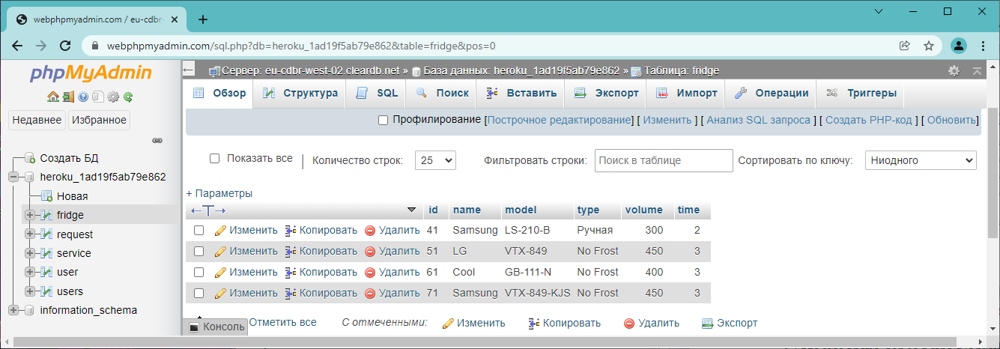 webphpmyadmin.com / eu-cdbr-
webphpmyadmin.com/sql.php?db=heroku_1ad19f5ab79e862&table=fridge&pos=0
phpMyAdmin
Недавнее Избранное
Создать БД
heroku_1ad19f5ab79e862
Новая
fridge
request
service
user
users
information_schema
Сервер: eu-cdbr-west-02.cleardb.net » База данных: heroku_1ad19f5ab79e862 » Таблица: fridge
Обзор Структура SQL Поиск Вставить Экспорт Импорт Операции Триггеры
Профилирование [Построчное редактирование] [ Изменить ] [ Анализ SQL запроса ] [ Создать PHP-код ] [ Обновить]
Показать все | Количество строк: 25 Фильтровать строки: Поиск в таблице Сортировать по ключу: Ниодного
+ Параметры
←T→ id name model type volume time
Изменить Копировать Удалить 41 Samsung LS-210-B Ручная 300 2
Изменить Копировать Удалить 51 LG VTX-849 No Frost 450 3
Изменить Копировать Удалить 61 Cool GB-111-N No Frost 400 3
Изменить Копировать Удалить 71 Samsung VTX-849-KJS No Frost 450 3
Отметить все С отмеченными: Изменить Копировать Удалить Экспорт
Консоль